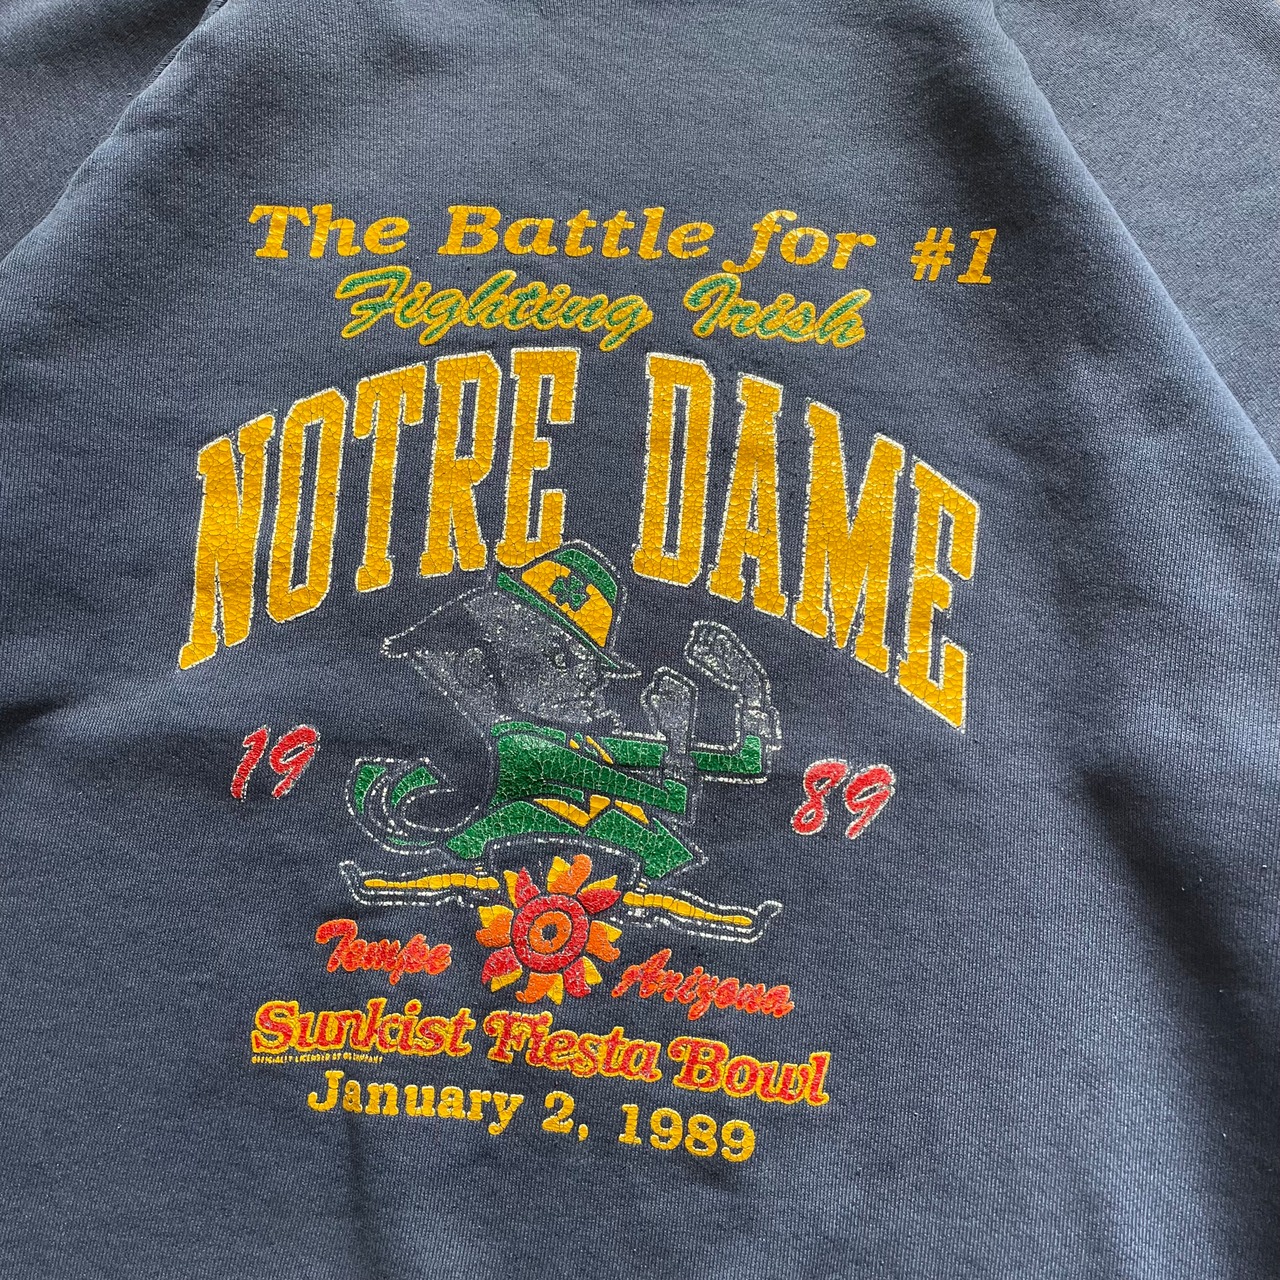 The Battle for #1
Fighting Irish
NOTRE DAME
19 89
Tempe Arizona
Sunkist Fiesta Bowl
January 2, 1989